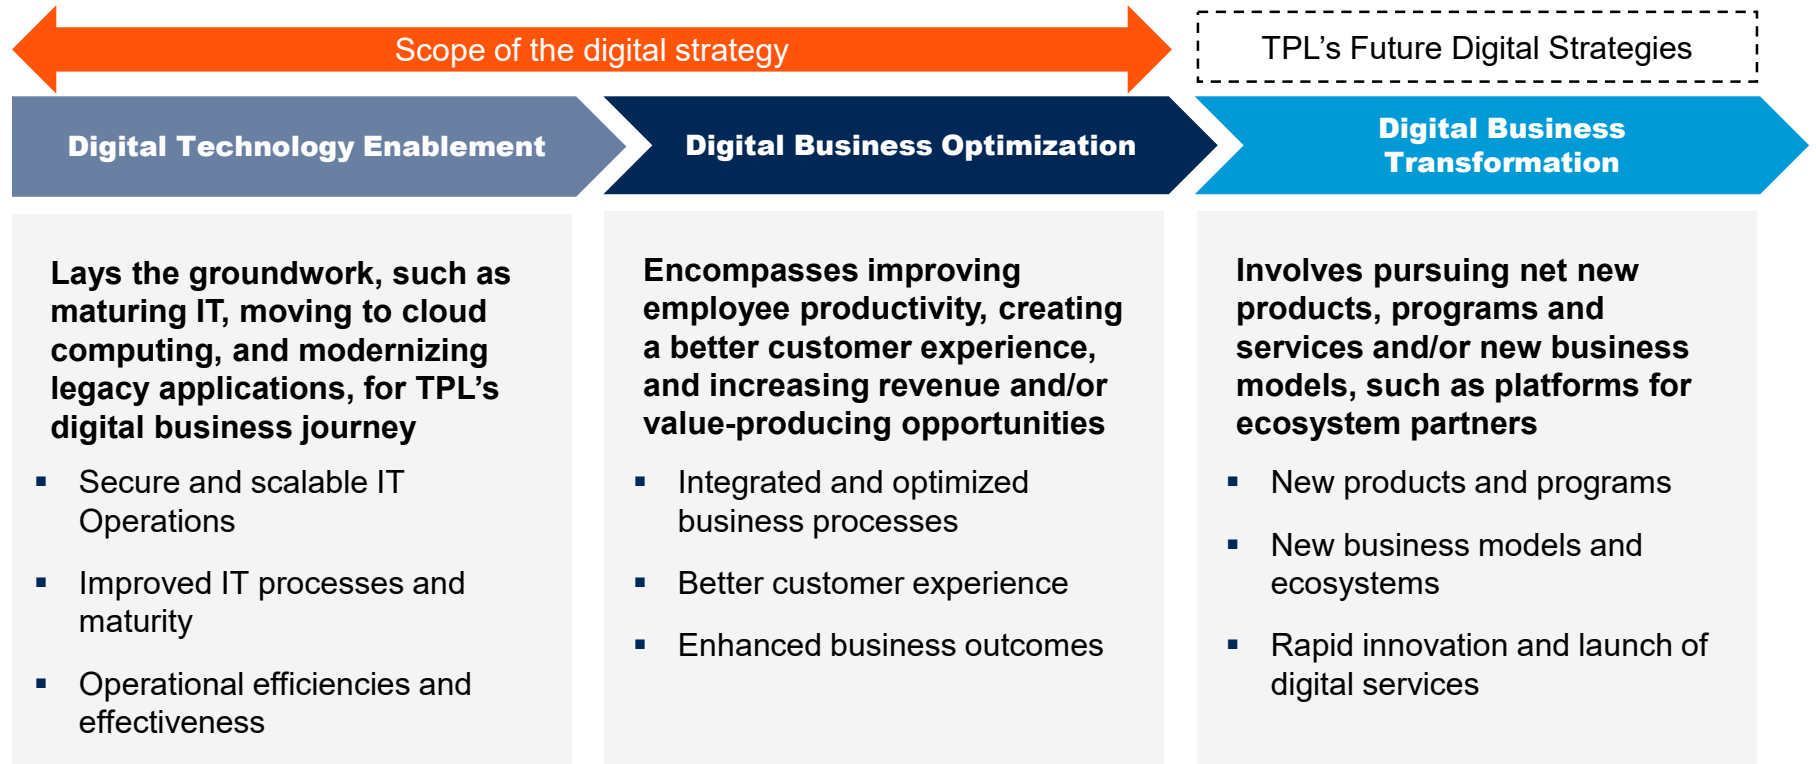 Scope of the digital strategy
TPL’s Future Digital Strategies
Digital Technology Enablement
Digital Business Optimization
Digital Business
Transformation
Lays the groundwork, such as
maturing IT, moving to cloud
computing, and modernizing
legacy applications, for TPL’s
digital business journey
▪ Secure and scalable IT
Operations
▪ Improved IT processes and
maturity
▪ Operational efficiencies and
effectiveness
Encompasses improving
employee productivity, creating
a better customer experience,
and increasing revenue and/or
value-producing opportunities
▪ Integrated and optimized
business processes
▪ Better customer experience
▪ Enhanced business outcomes
Involves pursuing net new
products, programs and
services and/or new business
models, such as platforms for
ecosystem partners
▪ New products and programs
▪ New business models and
ecosystems
▪ Rapid innovation and launch of
digital services